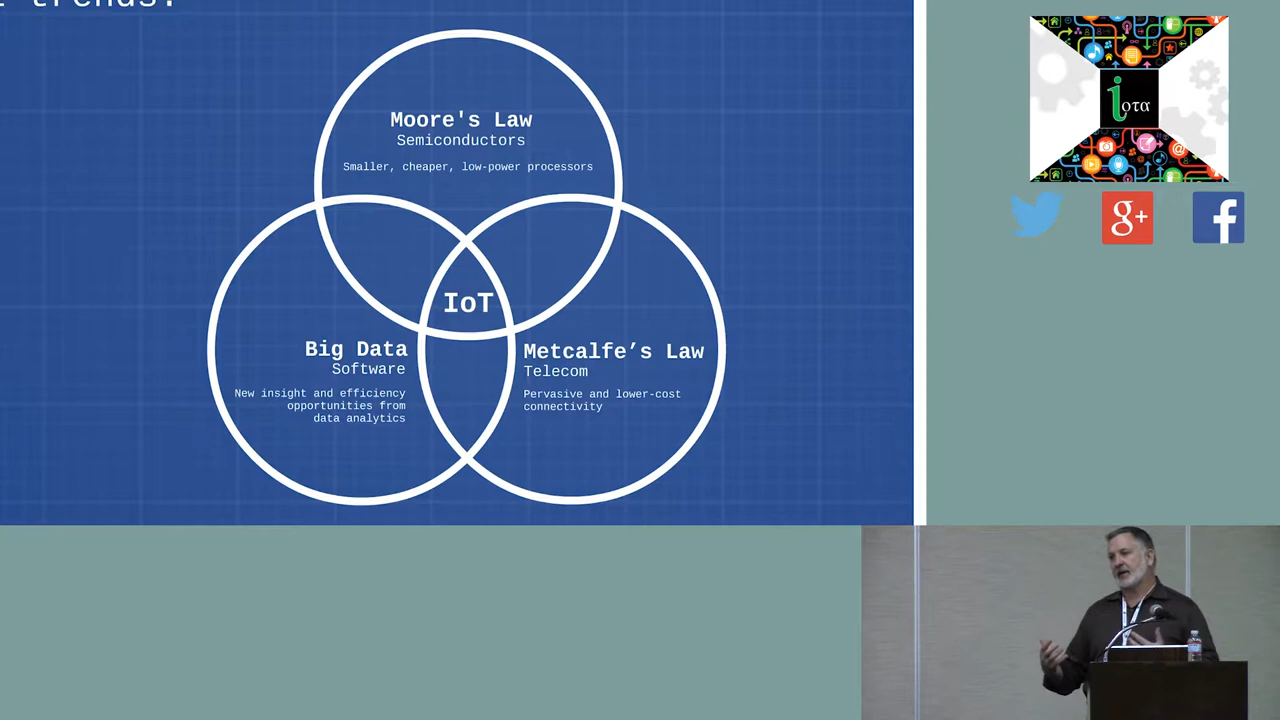 trends:
Moore's Law
Semiconductors
Smaller, cheaper, low-power processors
IoT
Big Data
Software
New insight and efficiency
opportunities from
data analytics
Metcalfe’s Law
Telecom
Pervasive and lower-cost
connectivity
iοτα
g+
f